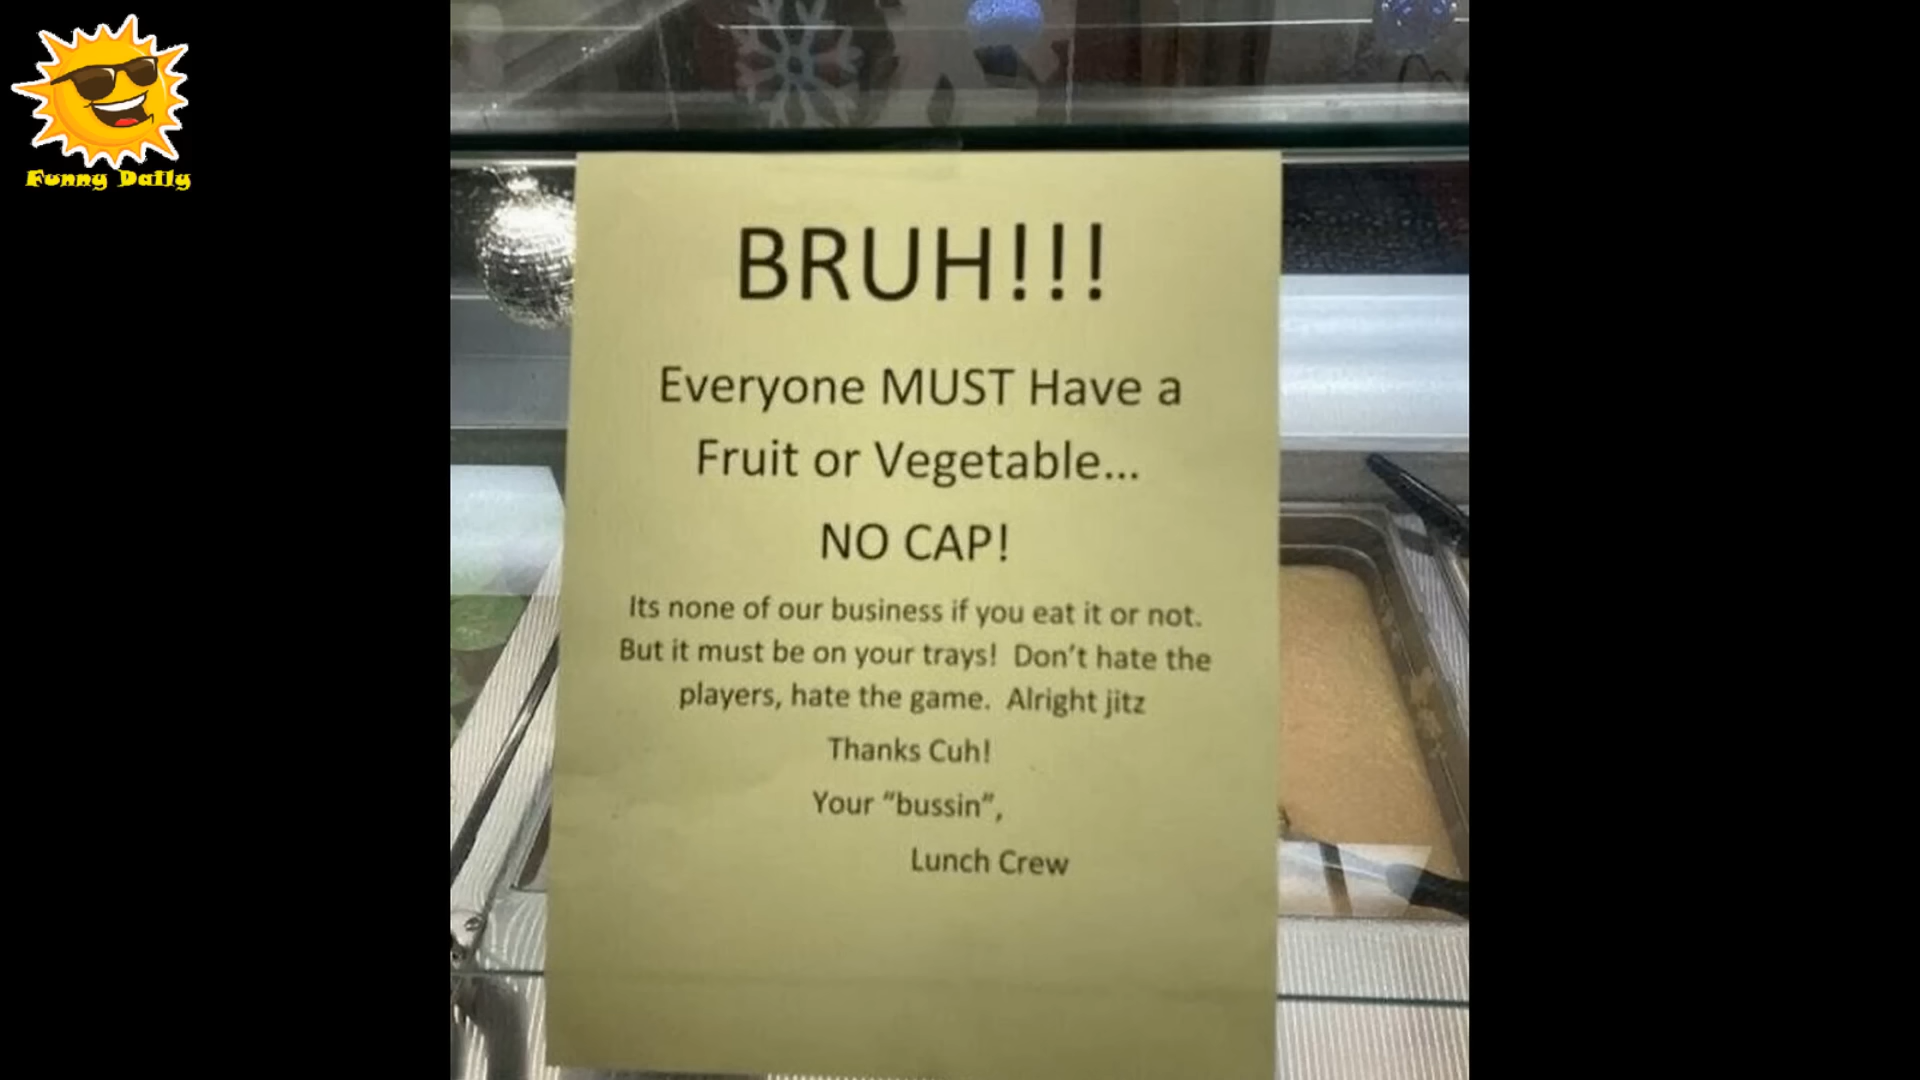 Funny Daily
BRUH!!!
Everyone MUST Have a
Fruit or Vegetable...
NO CAP!
Its none of our business if you eat it or not.
But it must be on your trays!  Don't hate the
players, hate the game.  Alright jitz
Thanks Cuh!
Your “bussin”,
Lunch Crew